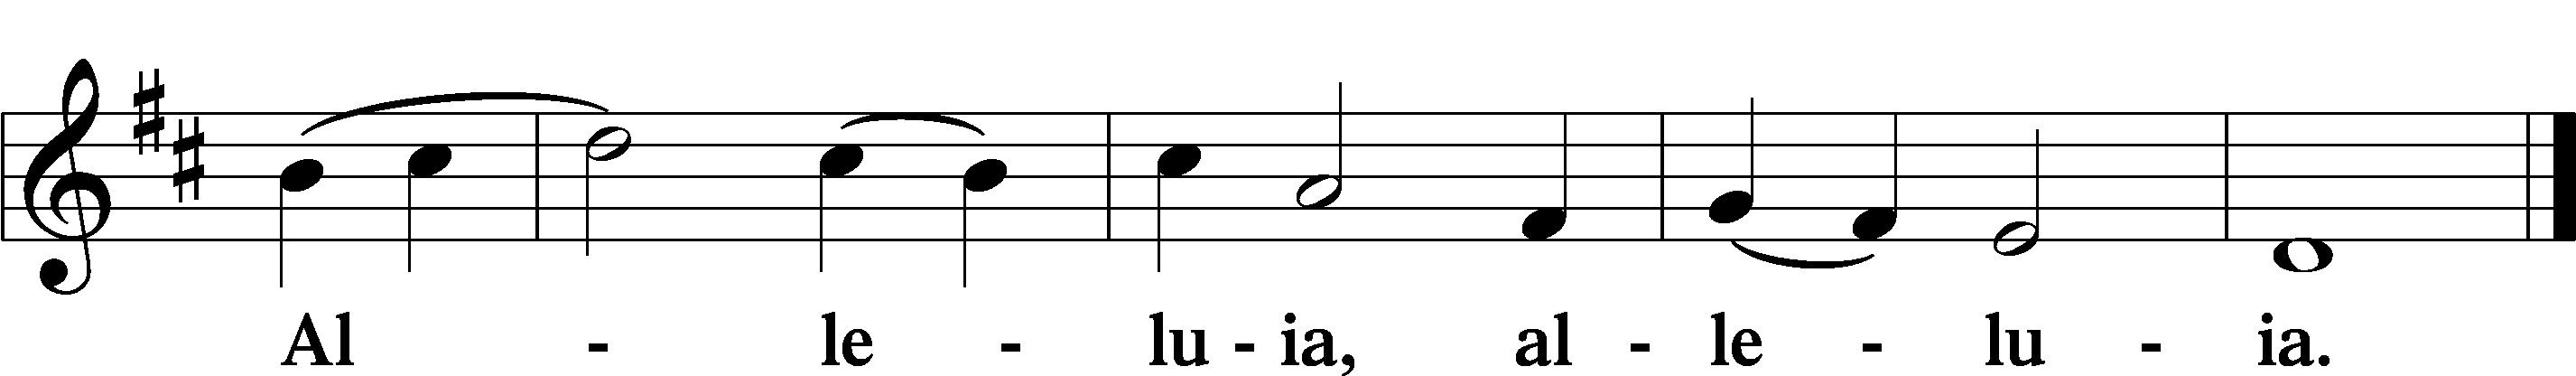 Al - le - lu - ia, al - le - lu - ia.